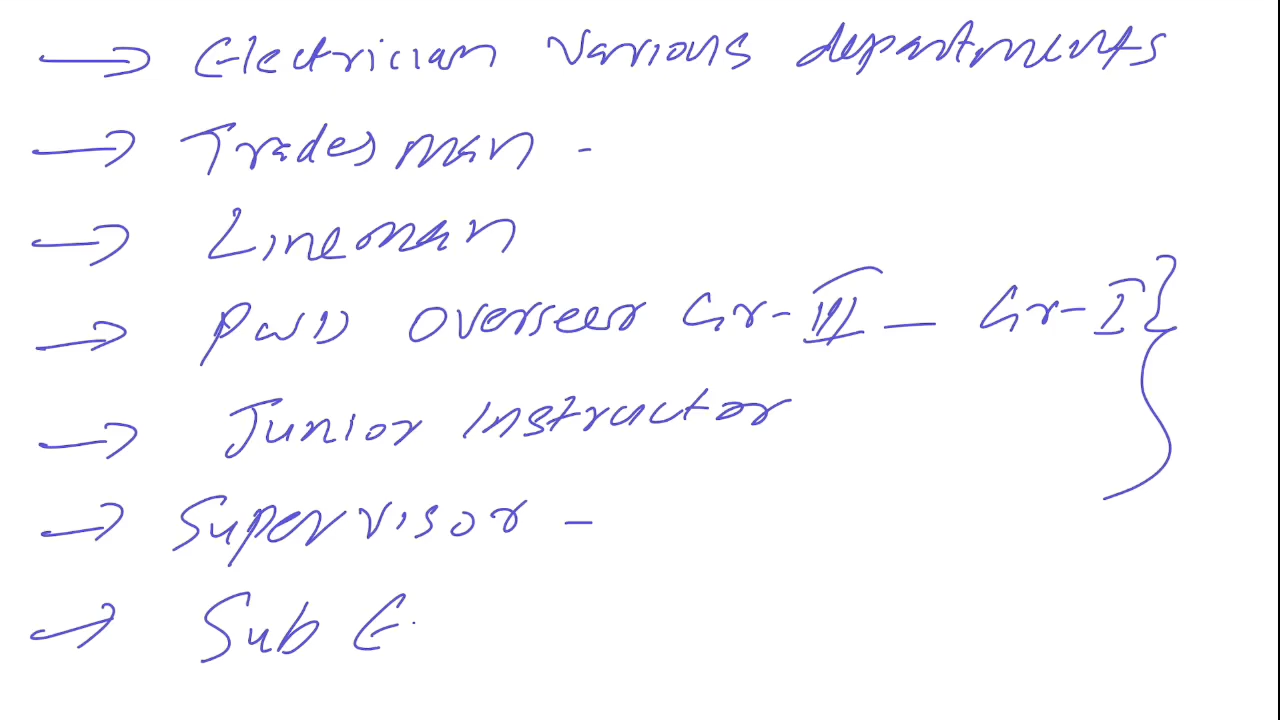 → Electrician Various departments
→ Tradesman -
→ Lineman
→ PWD Overseer Gr-III — Gr-I }
→ Junior Instructor
→ Supervisor -
→ Sub E